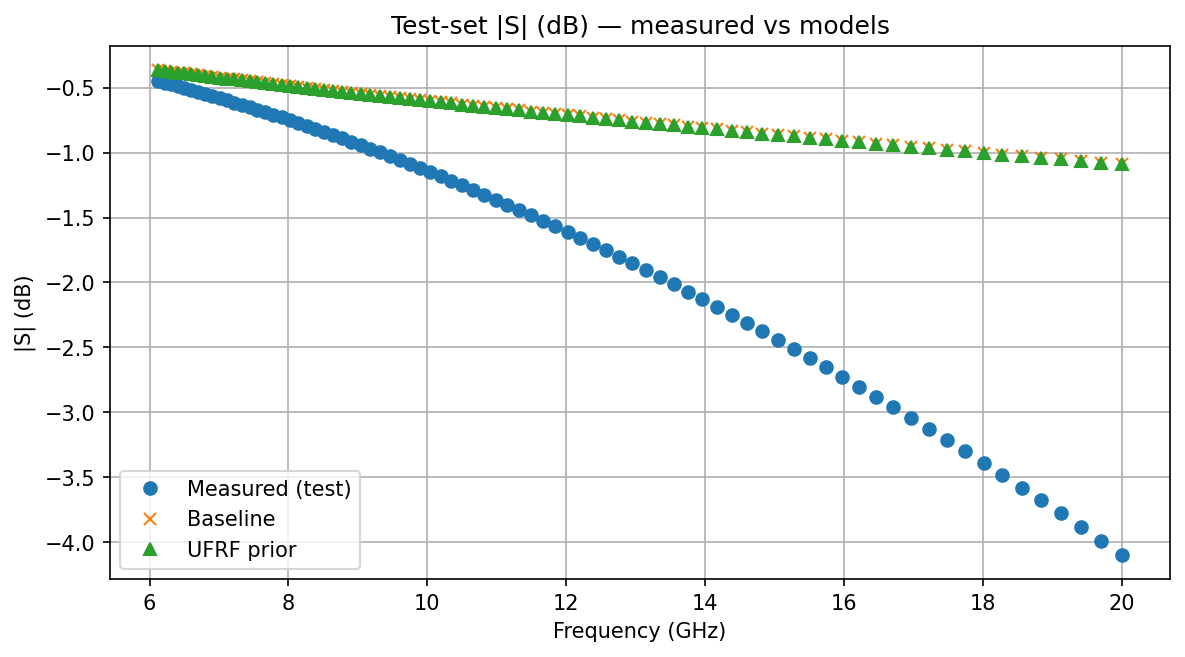 Test-set |S| (dB) — measured vs models
|S| (dB)
−0.5
−1.0
−1.5
−2.0
−2.5
−3.0
−3.5
−4.0
Measured (test)
Baseline
UFRF prior
6 8 10 12 14 16 18 20
Frequency (GHz)